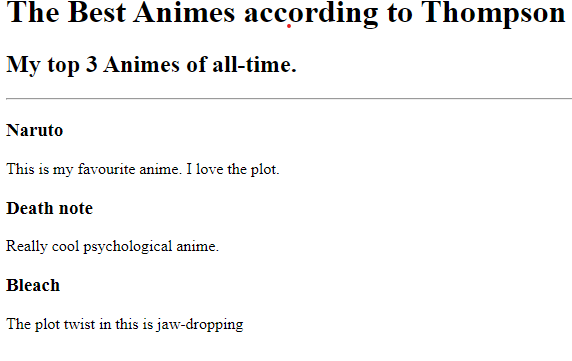 The Best Animes according to Thompson
My top 3 Animes of all-time.
Naruto
This is my favourite anime. I love the plot.
Death note
Really cool psychological anime.
Bleach
The plot twist in this is jaw-dropping